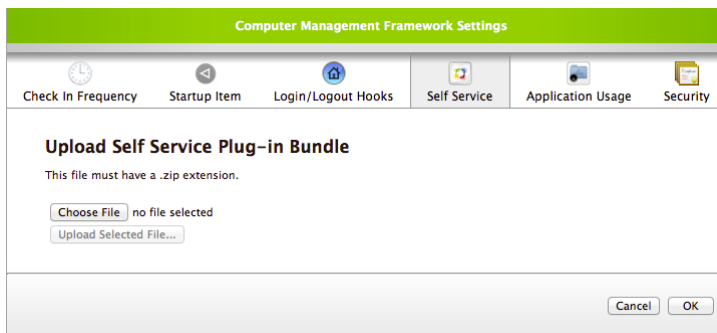 Computer Management Framework Settings
Check In Frequency Startup Item Login/Logout Hooks Self Service Application Usage Security
Upload Self Service Plug-in Bundle
This file must have a .zip extension.
Choose File no file selected
Upload Selected File...
Cancel OK